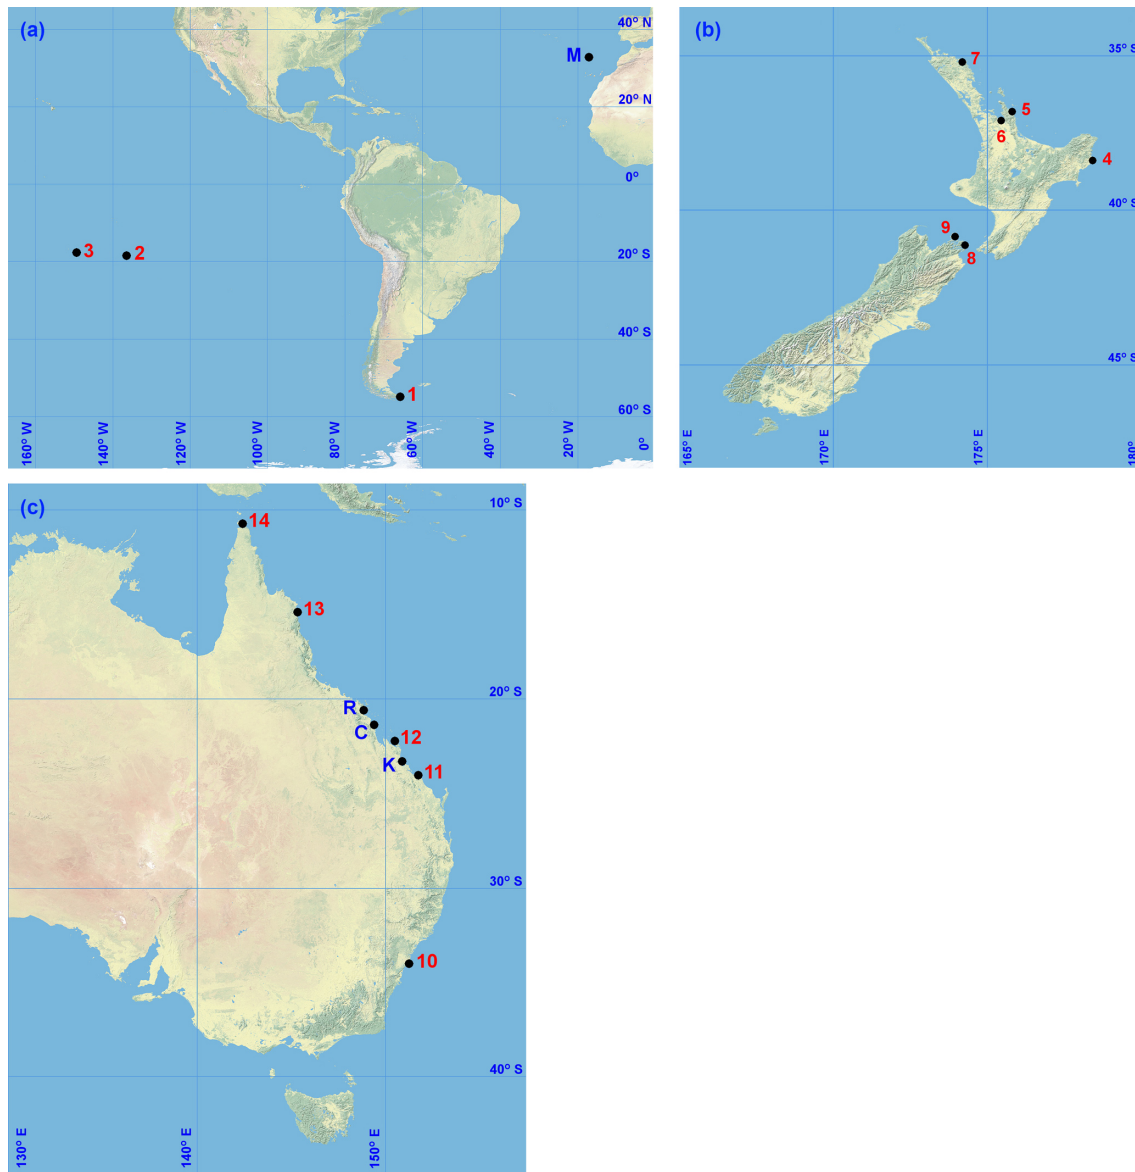 (a)
40° N
M
20° N
0°
3
2
20° S
40° S
1
60° S
160° W
140° W
120° W
100° W
80° W
60° W
40° W
20° W
0°
(b)
35° S
7
5
6
4
40° S
9
8
45° S
165° E
170° E
175° E
180°
(c)
10° S
14
13
20° S
R
C
12
K
11
30° S
10
40° S
130° E
140° E
150° E